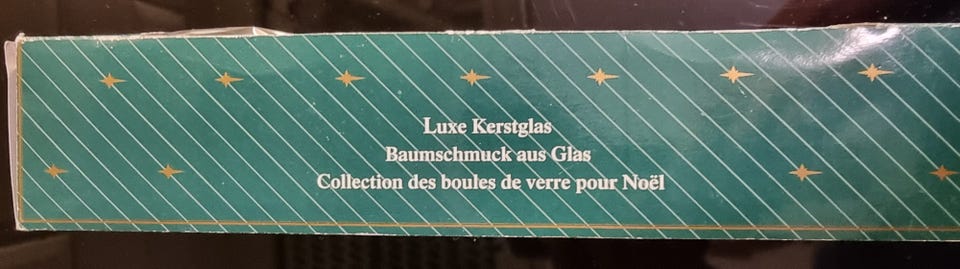 Luxe Kerstglas
Baumschmuck aus Glas
Collection des boules de verre pour Noël